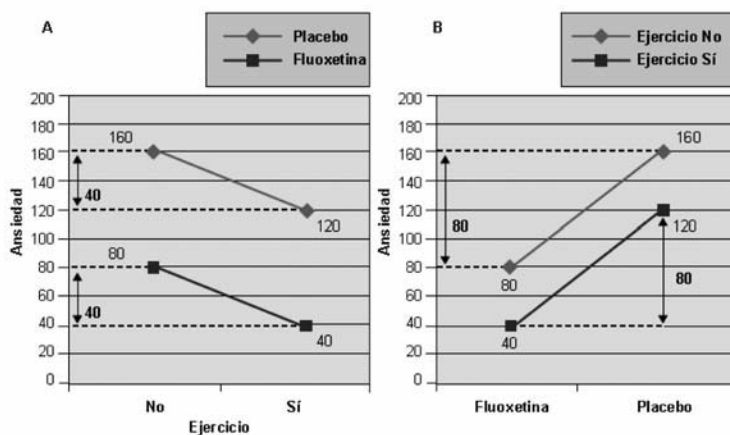 A
Placebo
Fluoxetina
Ansiedad
200
180
160
140
120
100
80
60
40
20
0
160
120
80
40
40
40
No
Sí
Ejercicio
B
Ejercicio No
Ejercicio Sí
Ansiedad
200
180
160
140
120
100
80
60
40
20
0
160
120
80
40
80
80
Fluoxetina
Placebo